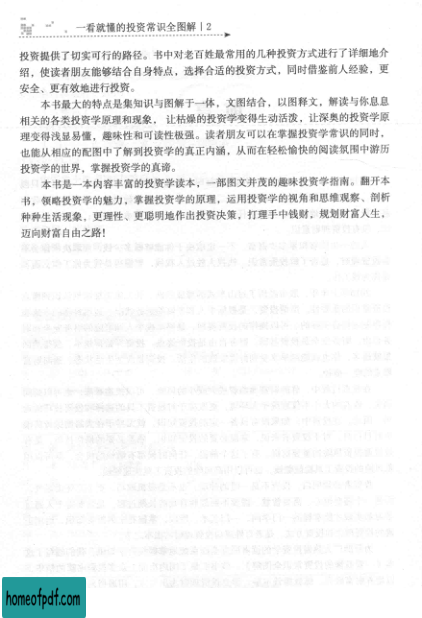 一看就懂的投资常识全图解|2
投资提供了切实可行的路径。书中对老百姓最常用的几种投资方式进行了详细地介
绍，使读者朋友能够结合自身特点，选择合适的投资方式，同时借鉴前人经验，更
安全、更有效地进行投资。
本书最大的特点是集知识与图解于一体，文图结合，以图释文，解读与你息息
相关的各类投资学原理和现象， 让枯燥的投资学变得生动活泼，让深奥的投资学原
理变得浅显易懂，趣味性和可读性极强。读者朋友可以在掌握投资学常识的同时，
也能从相应的配图中了解到投资学的真正内涵，从而在轻松愉快的阅读氛围中游历
投资学的世界，掌握投资学的真谛。
本书是一本内容丰富的投资学读本，一部图文并茂的趣味投资学指南。翻开本
书，领略投资学的魅力，掌握投资学的原理，运用投资学的视角和思维观察、剖析
种种生活现象，更理性、更聪明地作出投资决策，打理手中钱财，规划财富人生，
迈向财富自由之路!
homeofpdf.com